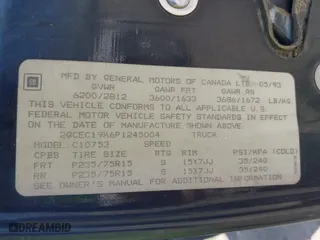 GM
MFD BY GENERAL MOTORS OF CANADA LTD 05/93
GVWR GAWR FRT GAWR RR
6200/2812 3600/1633 3686/1672 LB/KG
THIS VEHICLE CONFORMS TO ALL APPLICABLE U.S.
FEDERAL MOTOR VEHICLE SAFETY STANDARDS IN
EFFECT ON THE DATE OF MANUFACTURE SHOWN ABOVE
2GCEC19K6P1245004 TRUCK
MODEL: C10753 SPEED
TIRE SIZE RTG RIM PSI/KPA (COLD)
FRT P235/75R15 S 15X7JJ 35/240
RR P235/75R15 S 15X7JJ 35/240
SEE OWNER'S MANUAL FOR ADDITIONAL INFORMATION